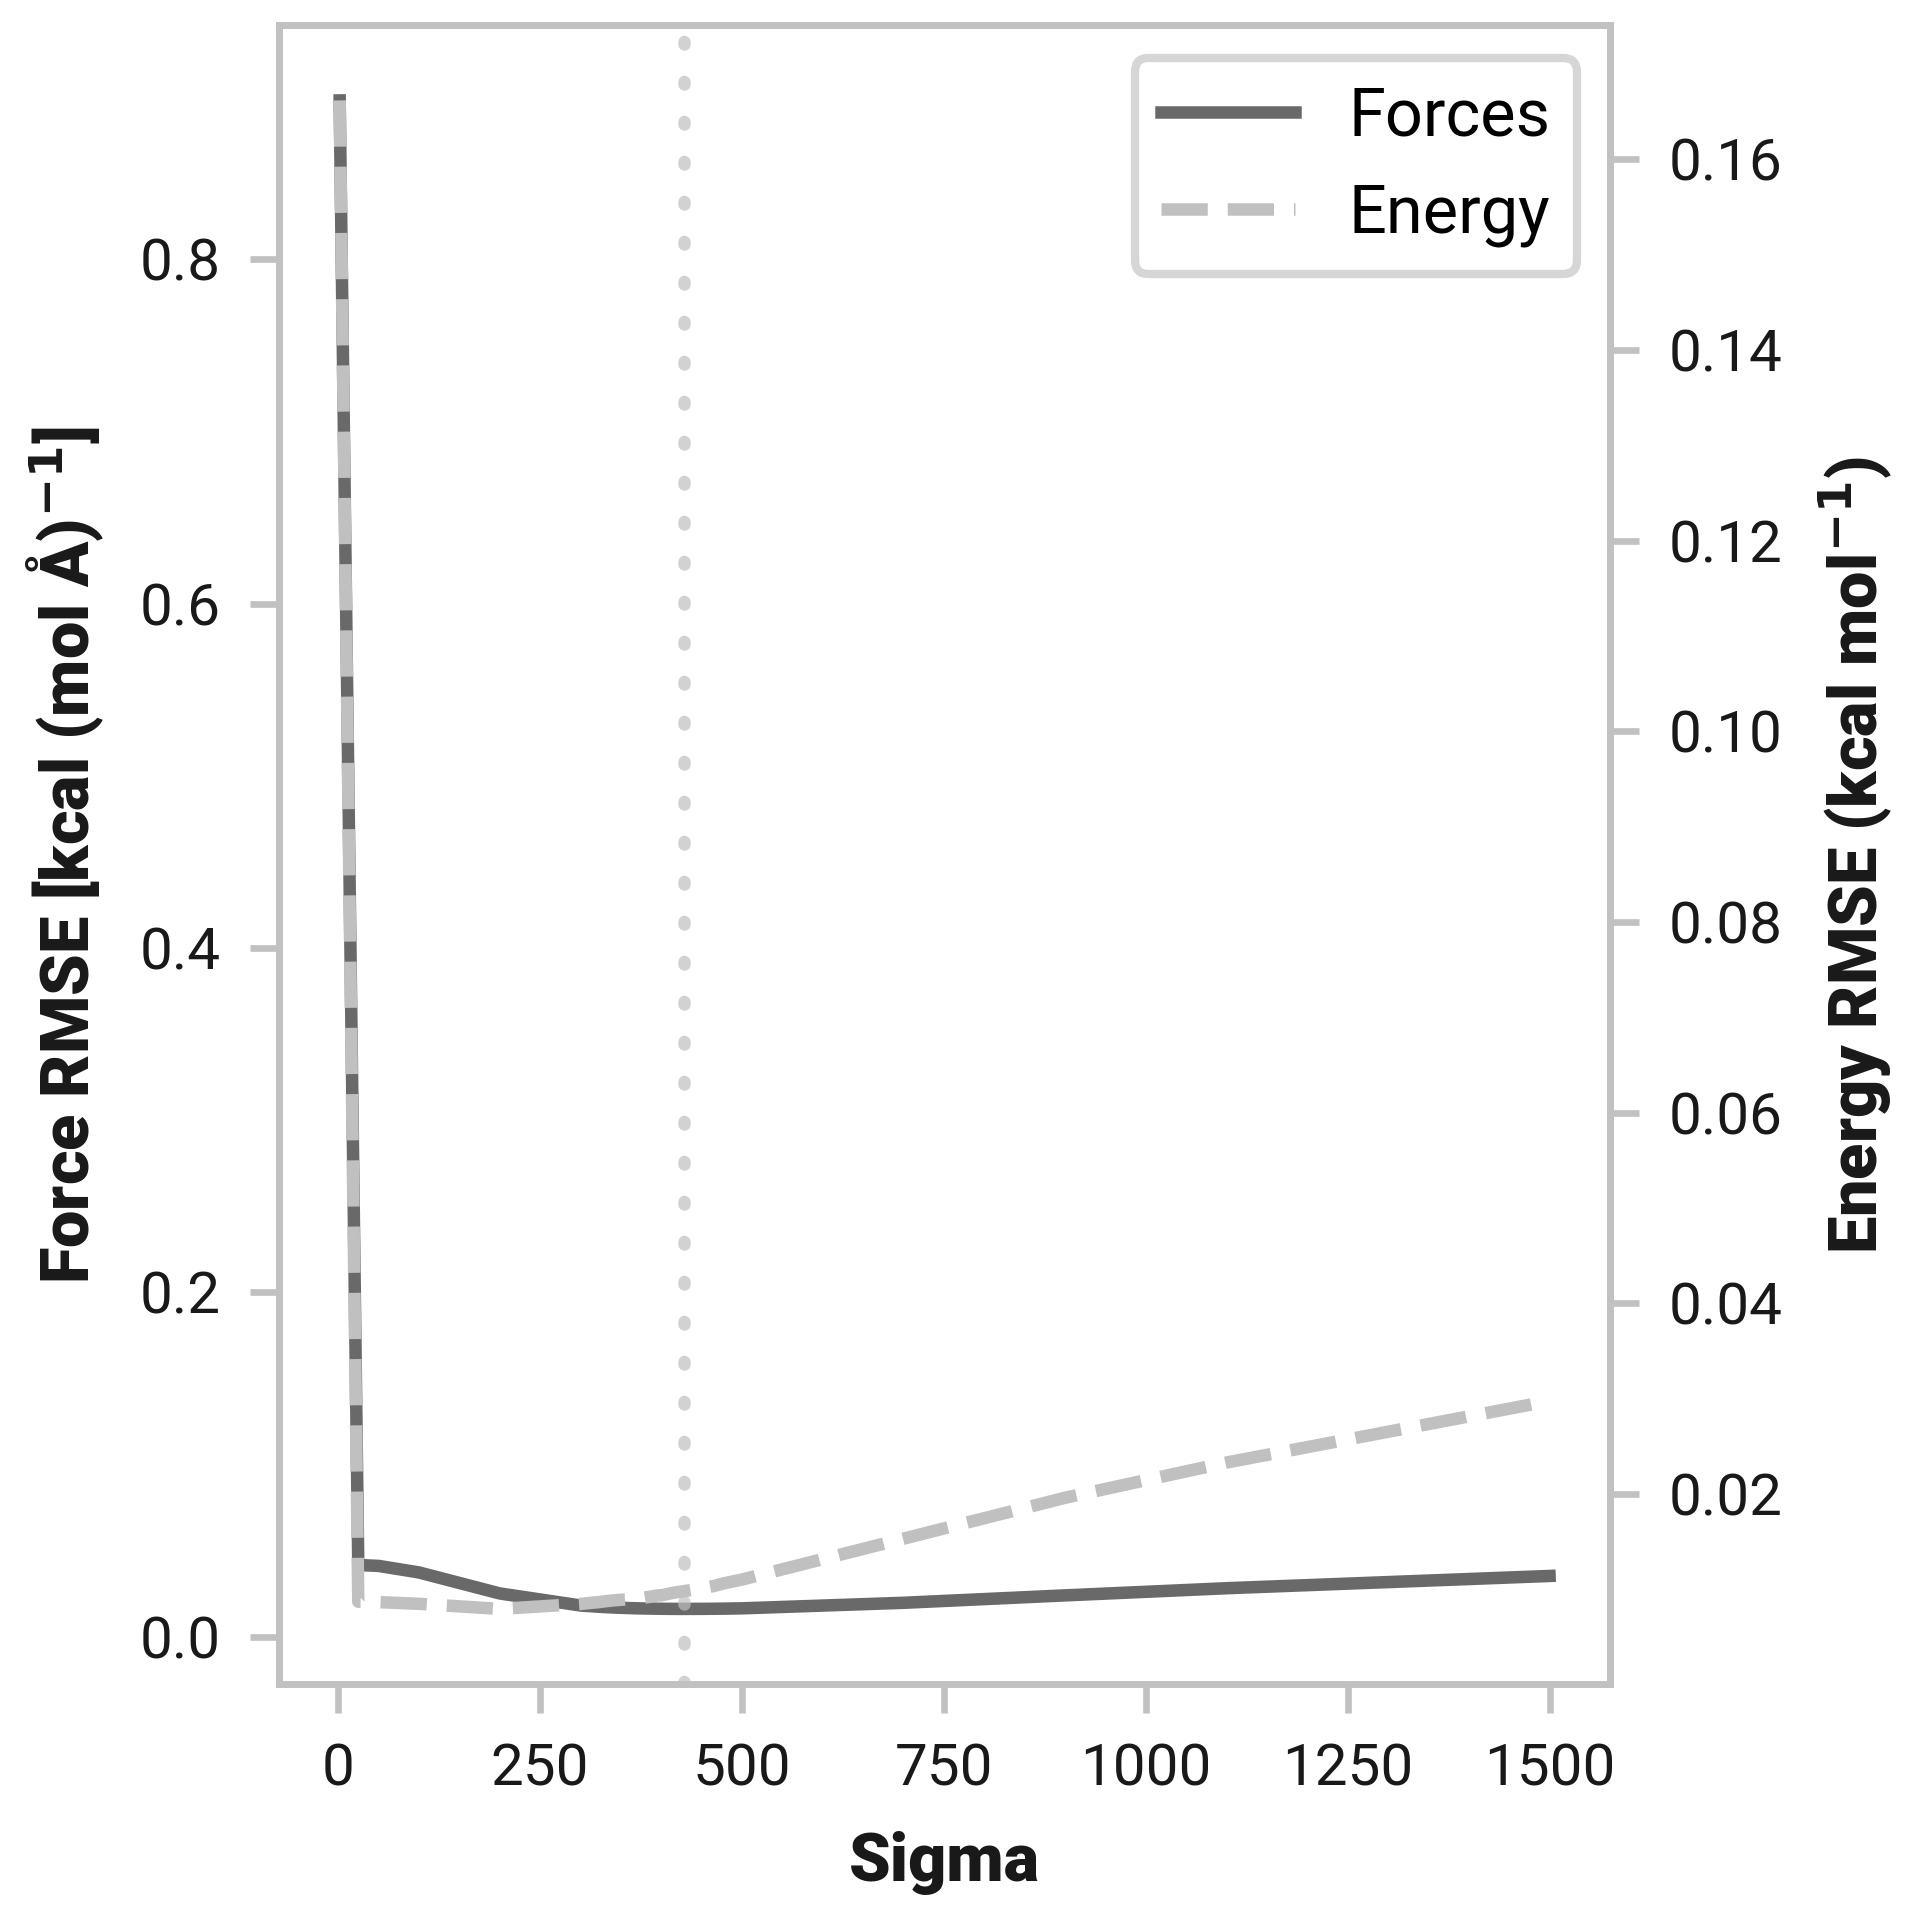 Forces
Energy
Force RMSE [kcal (mol Å)⁻¹]
0.8
0.6
0.4
0.2
0.0
0.16
0.14
0.12
0.10
0.08
0.06
0.04
0.02
Energy RMSE (kcal mol⁻¹)
0 250 500 750 1000 1250 1500
Sigma